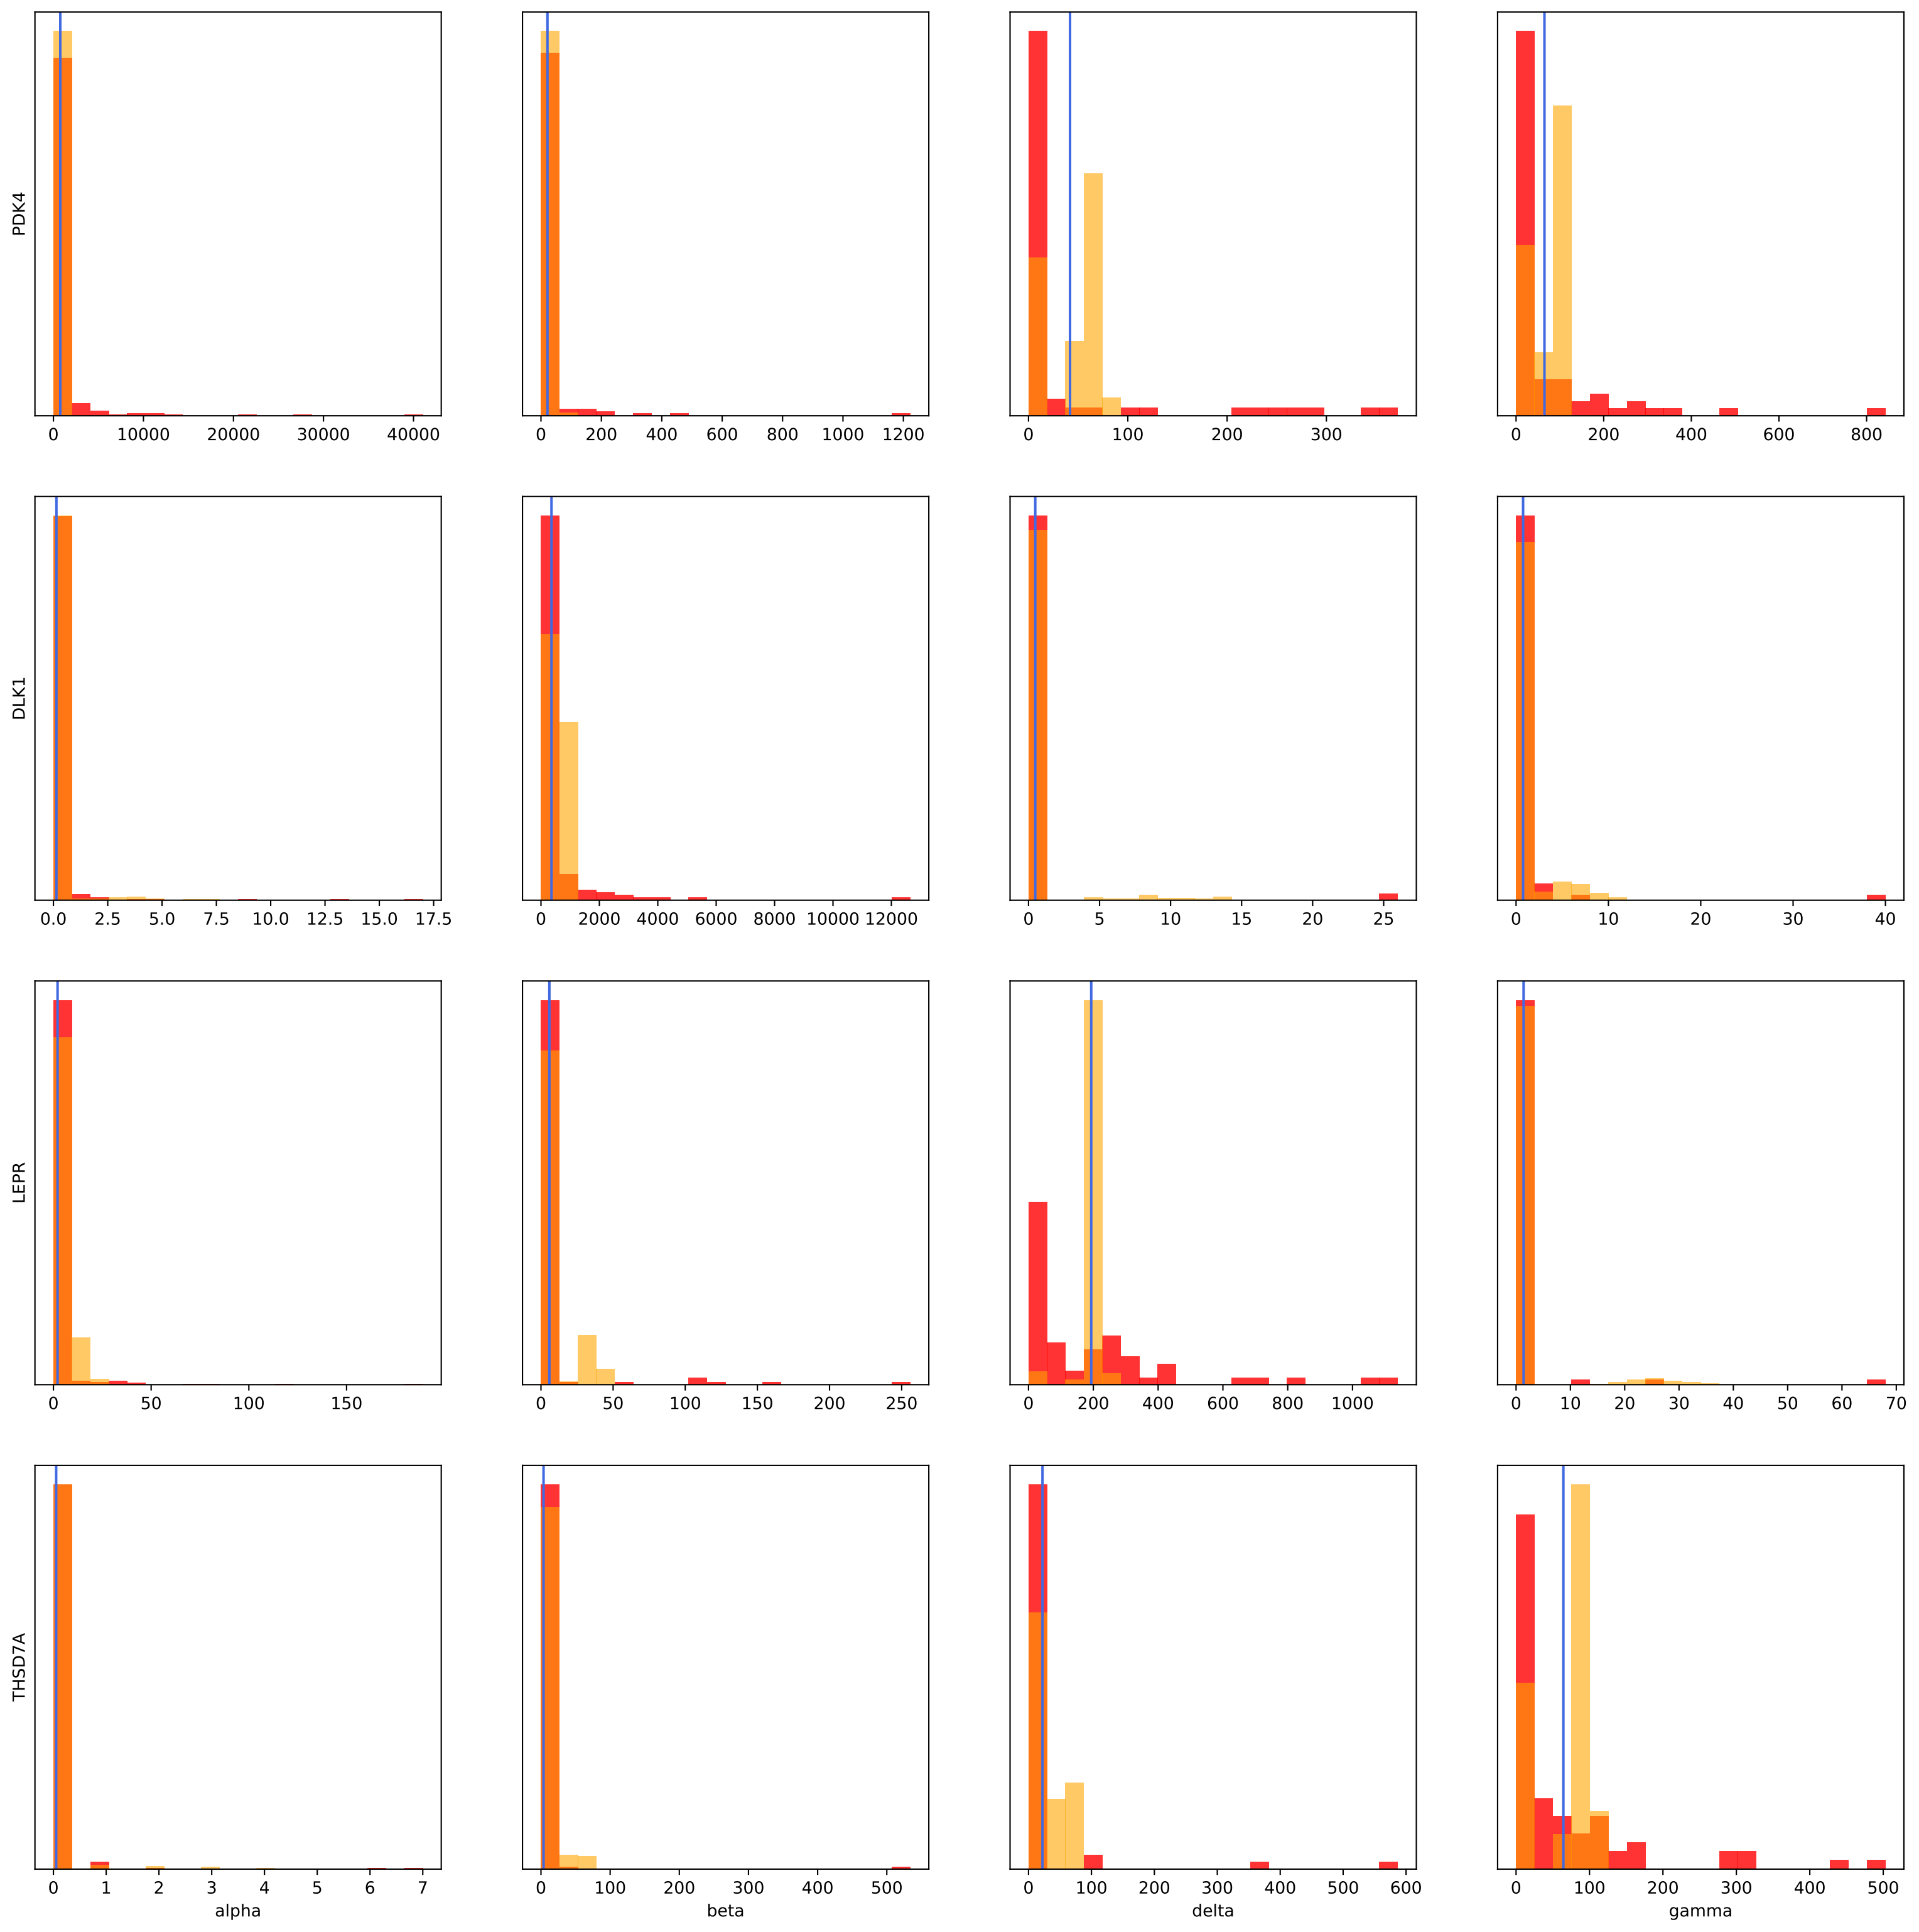 PDK4
0 10000 20000 30000 40000
0 200 400 600 800 1000 1200
0 100 200 300
0 200 400 600 800
DLK1
0.0 2.5 5.0 7.5 10.0 12.5 15.0 17.5
0 2000 4000 6000 8000 10000 12000
0 5 10 15 20 25
0 10 20 30 40
LEPR
0 50 100 150
0 50 100 150 200 250
0 200 400 600 800 1000
0 10 20 30 40 50 60 70
THSD7A
0 1 2 3 4 5 6 7
alpha
0 100 200 300 400 500
beta
0 100 200 300 400 500 600
delta
0 100 200 300 400 500
gamma